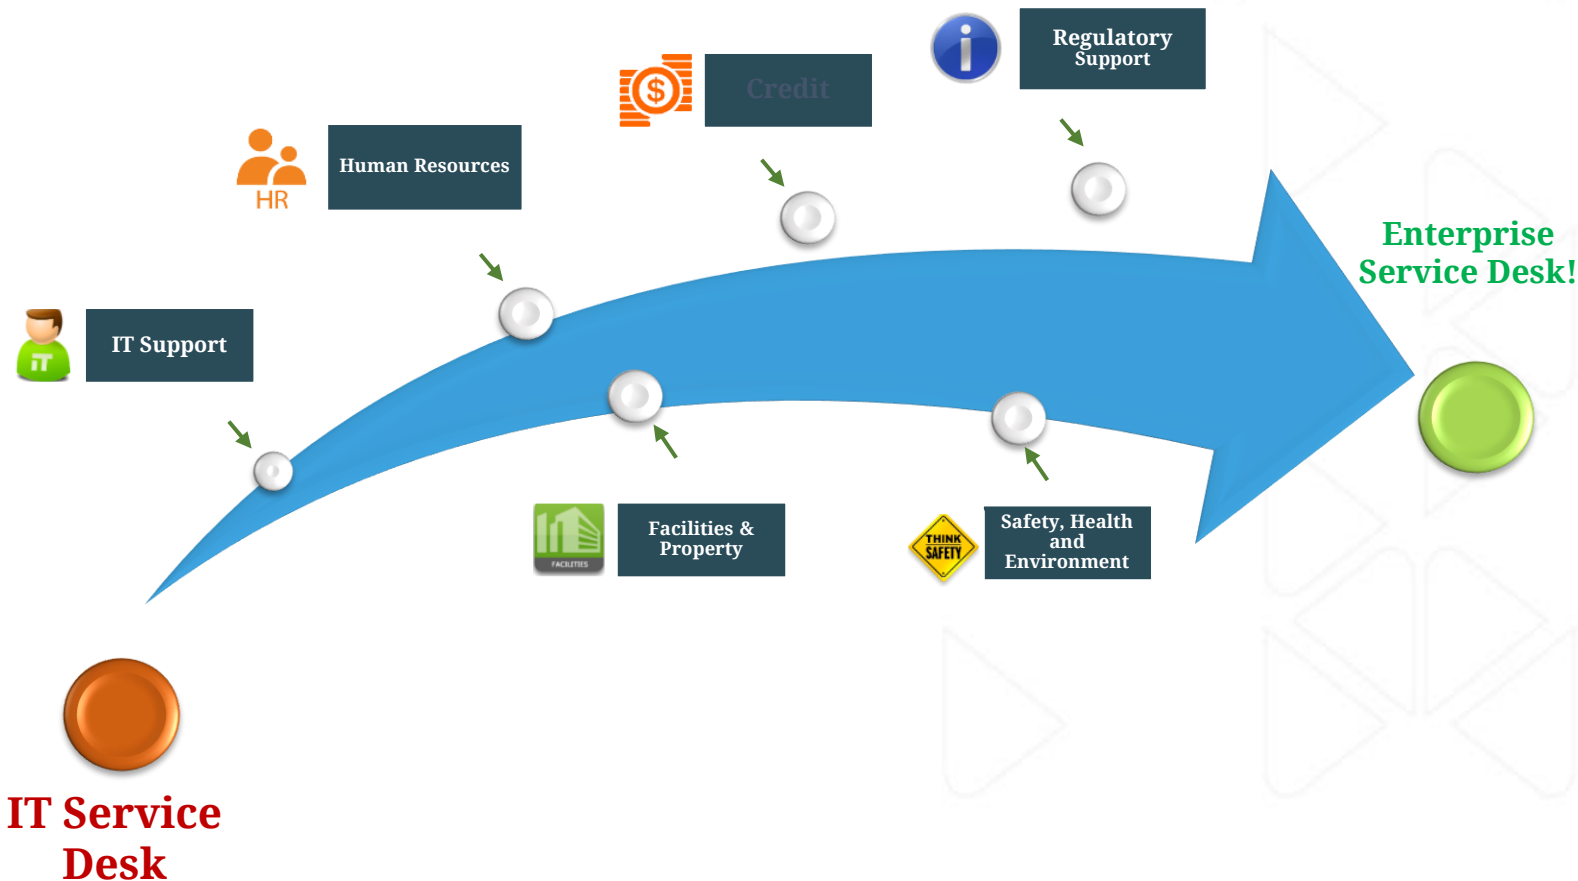 Regulatory
Support
Credit
Human Resources
HR
Enterprise
Service Desk!
IT Support
iT
Facilities &
Property
FACILITIES
Safety, Health
and
Environment
THINK
SAFETY
IT Service
Desk